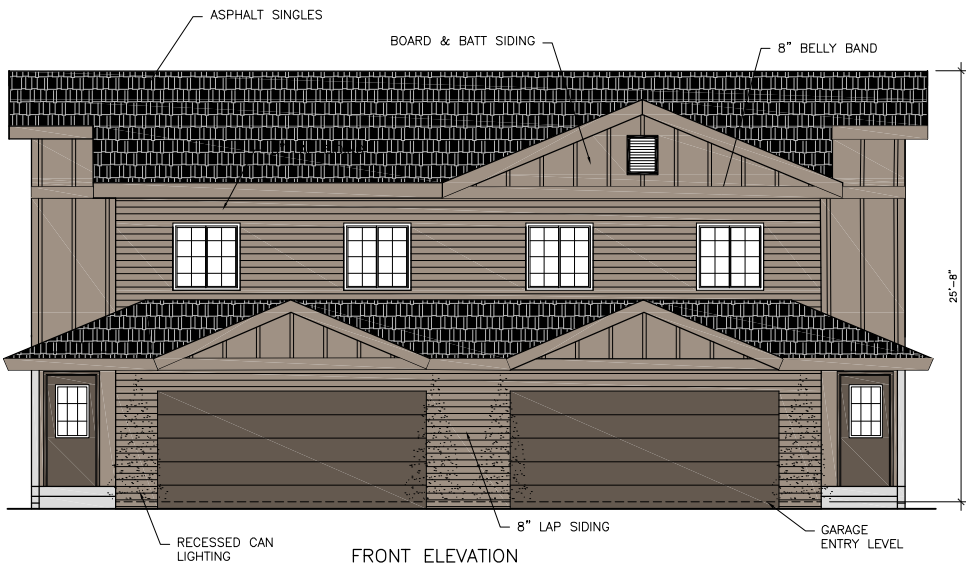 ASPHALT SINGLES
BOARD & BATT SIDING
8" BELLY BAND
25'-8"
8" LAP SIDING
GARAGE
ENTRY LEVEL
RECESSED CAN
LIGHTING
FRONT ELEVATION